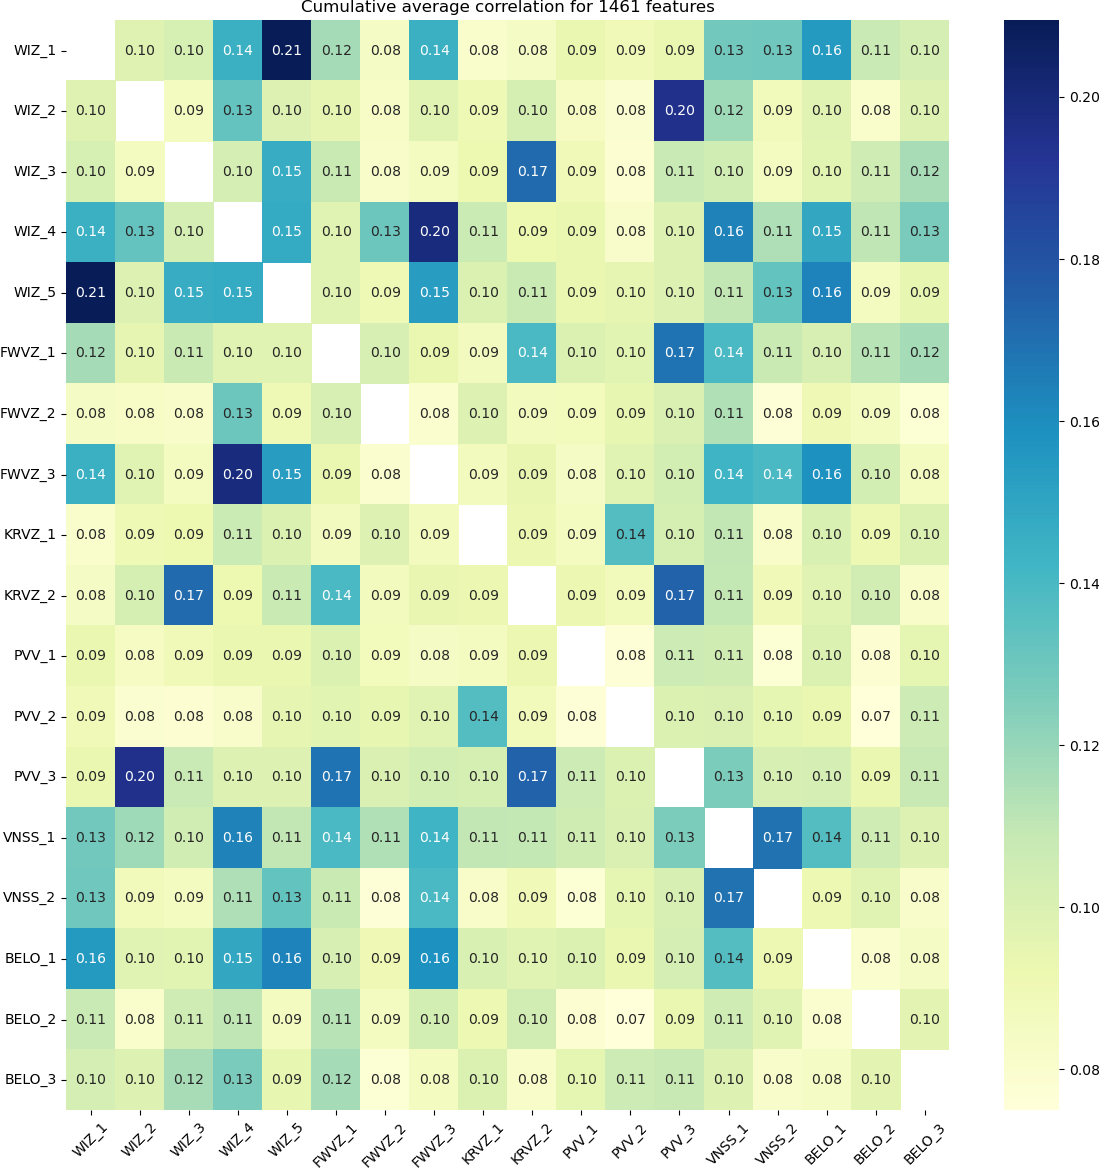 Cumulative average correlation for 1461 features
WIZ_1 0.10 0.10 0.14 0.21 0.12 0.08 0.14 0.08 0.08 0.09 0.09 0.09 0.13 0.13 0.16 0.11 0.10
WIZ_2 0.10 0.09 0.13 0.10 0.10 0.08 0.10 0.09 0.10 0.08 0.08 0.20 0.12 0.09 0.10 0.08 0.10
WIZ_3 0.10 0.09 0.10 0.15 0.11 0.08 0.09 0.09 0.17 0.09 0.08 0.11 0.10 0.09 0.10 0.11 0.12
WIZ_4 0.14 0.13 0.10 0.15 0.10 0.13 0.20 0.11 0.09 0.09 0.08 0.10 0.16 0.11 0.15 0.11 0.13
WIZ_5 0.21 0.10 0.15 0.15 0.10 0.09 0.15 0.10 0.11 0.09 0.10 0.10 0.11 0.13 0.16 0.09 0.09
FWVZ_1 0.12 0.10 0.11 0.10 0.10 0.10 0.09 0.09 0.14 0.10 0.10 0.17 0.14 0.11 0.10 0.11 0.12
FWVZ_2 0.08 0.08 0.08 0.13 0.09 0.10 0.08 0.10 0.09 0.09 0.09 0.10 0.11 0.08 0.09 0.09 0.08
FWVZ_3 0.14 0.10 0.09 0.20 0.15 0.09 0.08 0.09 0.09 0.08 0.10 0.10 0.14 0.14 0.16 0.10 0.08
KRVZ_1 0.08 0.09 0.09 0.11 0.10 0.09 0.10 0.09 0.09 0.09 0.14 0.10 0.11 0.08 0.10 0.09 0.10
KRVZ_2 0.08 0.10 0.17 0.09 0.11 0.14 0.09 0.09 0.09 0.09 0.09 0.17 0.11 0.09 0.10 0.10 0.08
PVV_1 0.09 0.08 0.09 0.09 0.09 0.10 0.09 0.08 0.09 0.09 0.08 0.11 0.11 0.08 0.10 0.08 0.10
PVV_2 0.09 0.08 0.08 0.08 0.10 0.10 0.09 0.10 0.14 0.09 0.08 0.10 0.10 0.10 0.09 0.07 0.11
PVV_3 0.09 0.20 0.11 0.10 0.10 0.17 0.10 0.10 0.10 0.17 0.11 0.10 0.13 0.10 0.10 0.09 0.11
VNSS_1 0.13 0.12 0.10 0.16 0.11 0.14 0.11 0.14 0.11 0.11 0.11 0.10 0.13 0.17 0.14 0.11 0.10
VNSS_2 0.13 0.09 0.09 0.11 0.13 0.11 0.08 0.14 0.08 0.09 0.08 0.10 0.10 0.17 0.09 0.10 0.08
BELO_1 0.16 0.10 0.10 0.15 0.16 0.10 0.09 0.16 0.10 0.10 0.10 0.09 0.10 0.14 0.09 0.08 0.08
BELO_2 0.11 0.08 0.11 0.11 0.09 0.11 0.09 0.10 0.09 0.10 0.08 0.07 0.09 0.11 0.10 0.08 0.10
BELO_3 0.10 0.10 0.12 0.13 0.09 0.12 0.08 0.08 0.10 0.08 0.10 0.11 0.11 0.10 0.08 0.08 0.10
WIZ_1 WIZ_2 WIZ_3 WIZ_4 WIZ_5 FWVZ_1 FWVZ_2 FWVZ_3 KRVZ_1 KRVZ_2 PVV_1 PVV_2 PVV_3 VNSS_1 VNSS_2 BELO_1 BELO_2 BELO_3
0.20
0.18
0.16
0.14
0.12
0.10
0.08